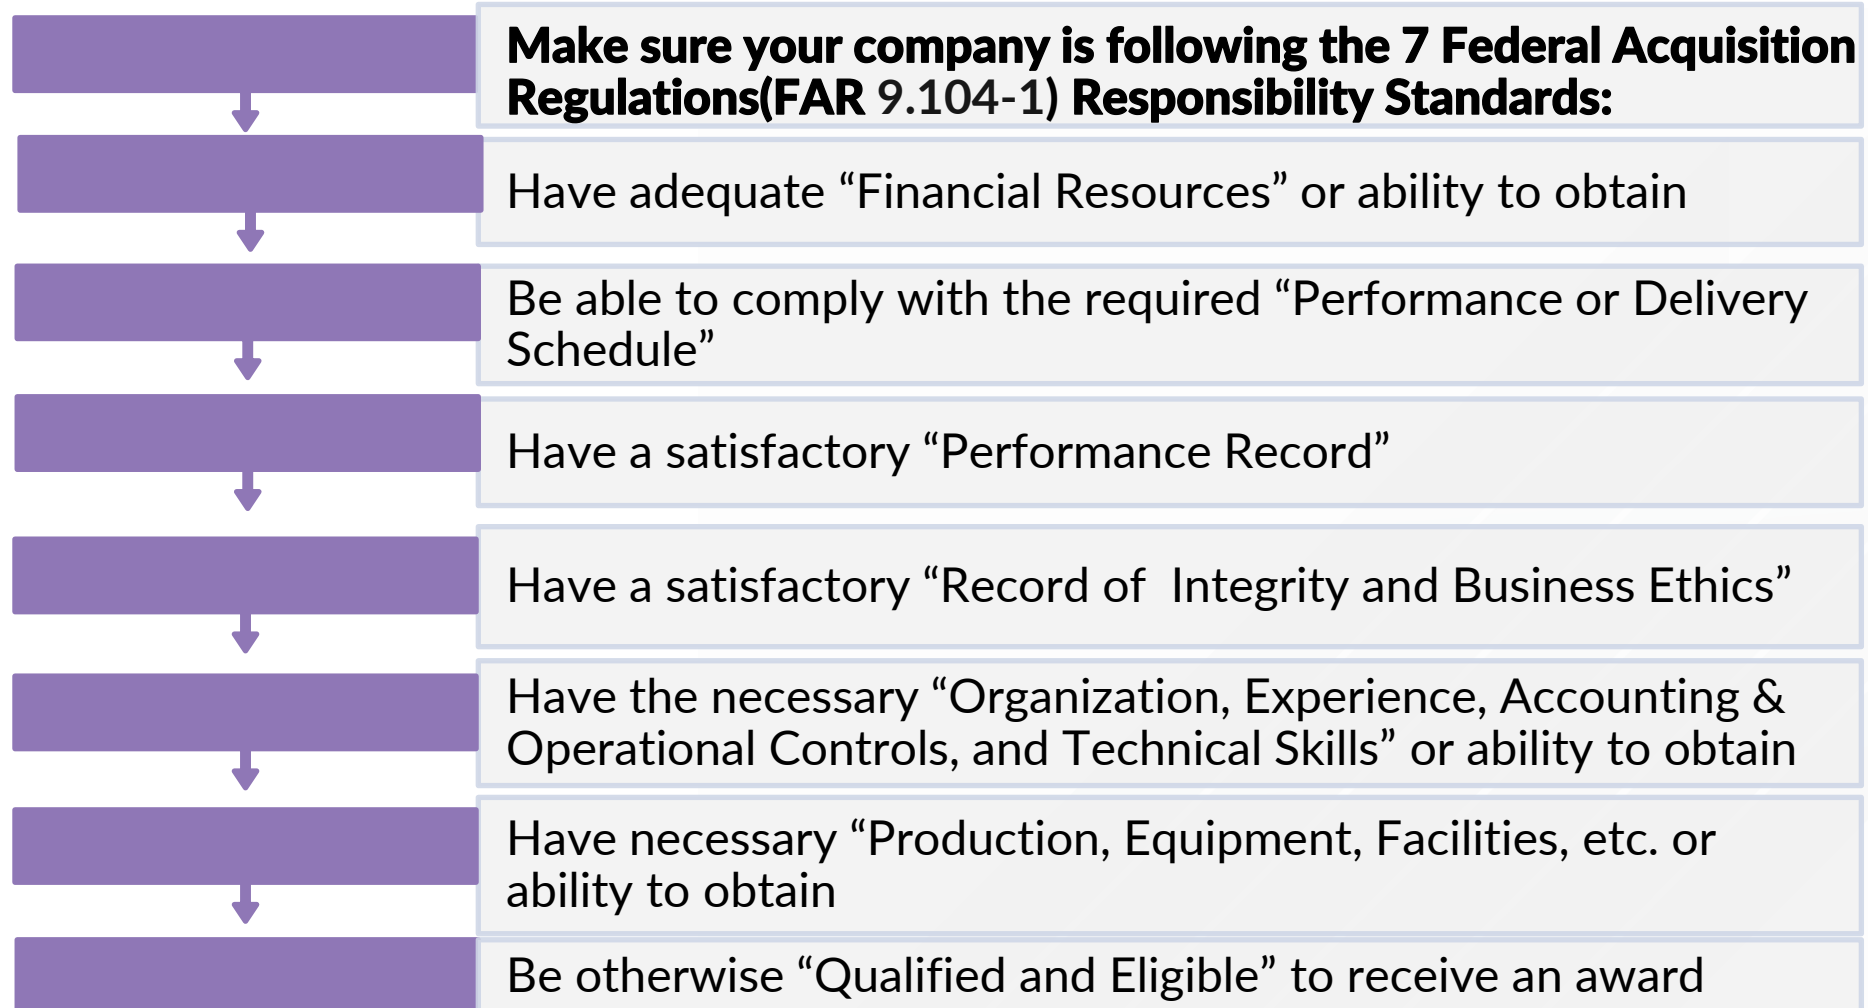 Make sure your company is following the 7 Federal Acquisition
Regulations(FAR 9.104-1) Responsibility Standards:
Have adequate “Financial Resources” or ability to obtain
Be able to comply with the required “Performance or Delivery
Schedule”
Have a satisfactory “Performance Record”
Have a satisfactory “Record of  Integrity and Business Ethics”
Have the necessary “Organization, Experience, Accounting &
Operational Controls, and Technical Skills” or ability to obtain
Have necessary “Production, Equipment, Facilities, etc. or
ability to obtain
Be otherwise “Qualified and Eligible” to receive an award